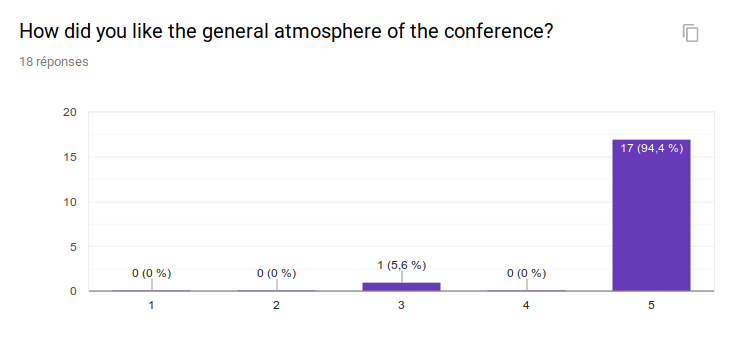 How did you like the general atmosphere of the conference?
18 réponses
20
15
10
5
0
0 (0 %)
0 (0 %)
1 (5,6 %)
0 (0 %)
17 (94,4 %)
1
2
3
4
5